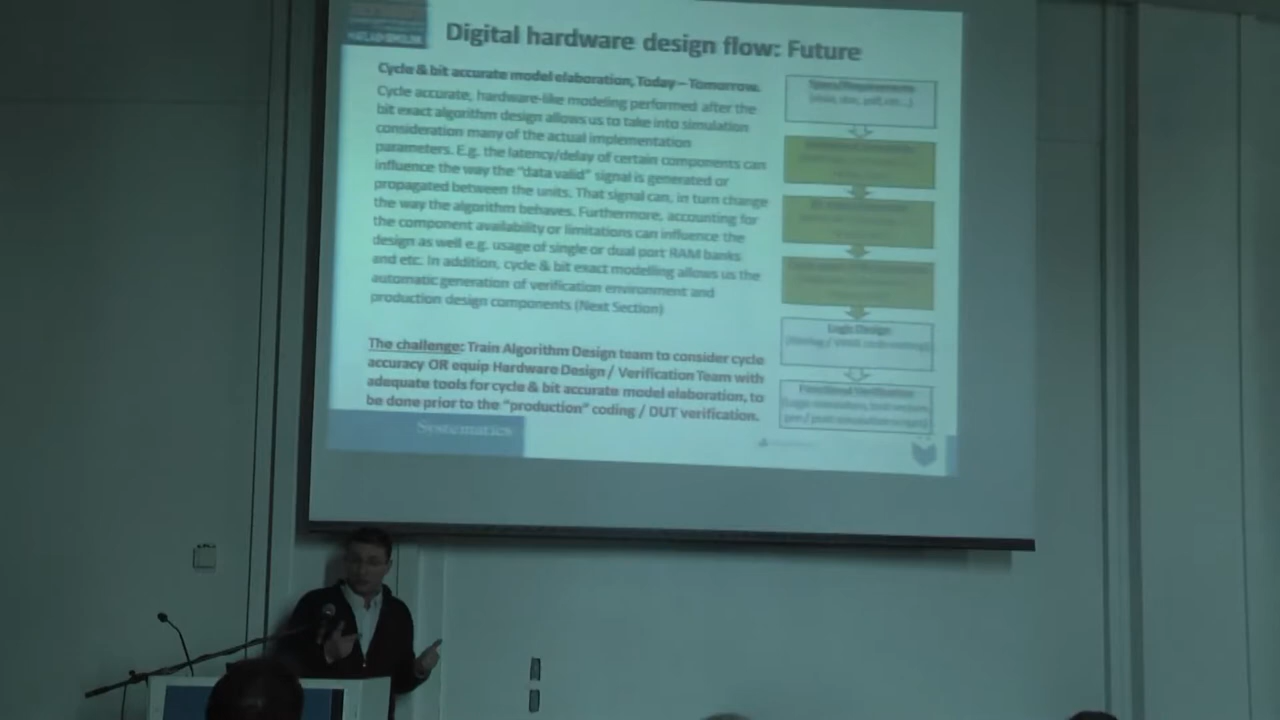 Digital hardware design flow: Future
Cycle & bit accurate model elaboration, Today – Tomorrow.
Cycle accurate, hardware-like modeling performed after the
bit exact algorithm design allows us to take into simulation
consideration many of the actual implementation
parameters. E.g. the latency/delay of certain components can
influence the way the "data valid" signal is generated or
propagated between the units. That signal can, in turn change
the way the algorithm behaves. Furthermore, accounting for
the component availability or limitations can influence the
design as well e.g. usage of single or dual port RAM banks
and etc. In addition, cycle & bit exact modelling allows us the
automatic generation of verification environment and
production design components (Next Section)
The challenge: Train Algorithm Design team to consider cycle
accuracy OR equip Hardware Design / Verification Team with
adequate tools for cycle & bit accurate model elaboration, to
be done prior to the "production" coding / DUT verification.
Logic Design
Functional Verification
Systematics